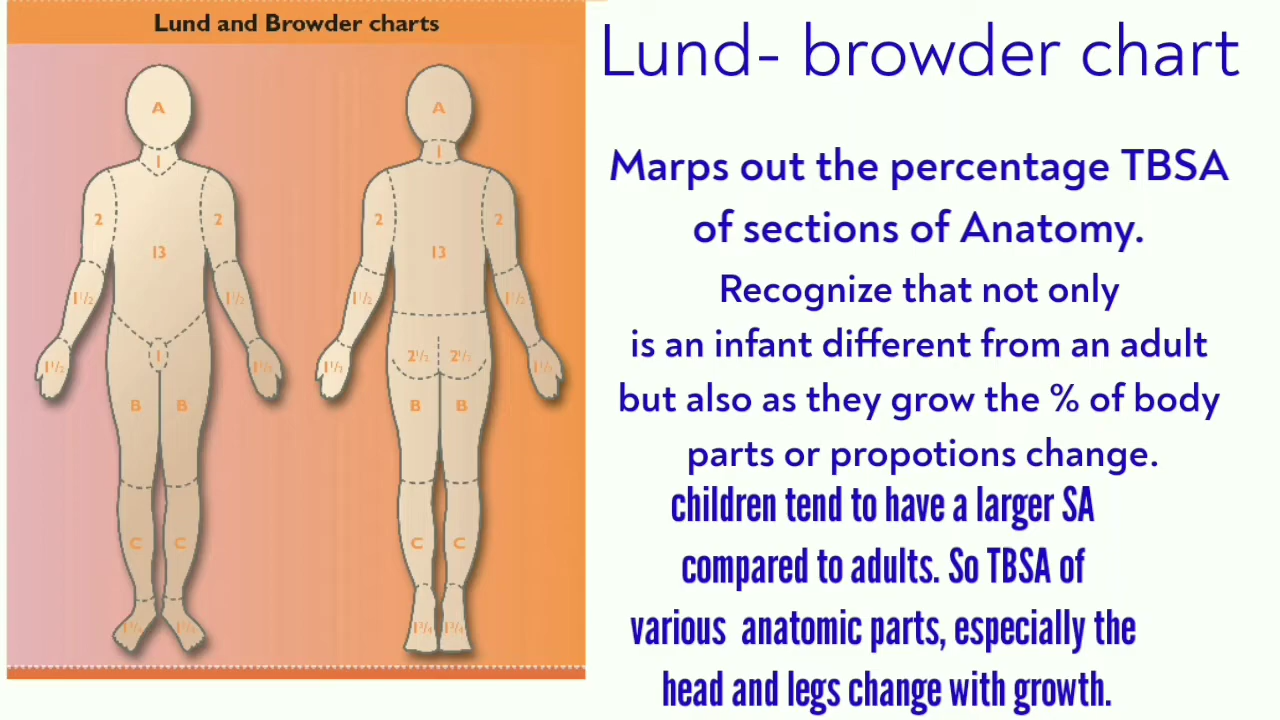 Lund and Browder charts
A
A
1
1
2
2
2
2
13
13
1½
1½
1½
1½
1
2½
2½
1½
1½
1½
1½
B
B
B
B
C
C
C
C
1¾
1¾
1¾
1¾
Lund- browder chart
Marps out the percentage TBSA
of sections of Anatomy.
Recognize that not only
is an infant different from an adult
but also as they grow the % of body
parts or propotions change.
children tend to have a larger SA
compared to adults. So TBSA of
various anatomic parts, especially the
head and legs change with growth.